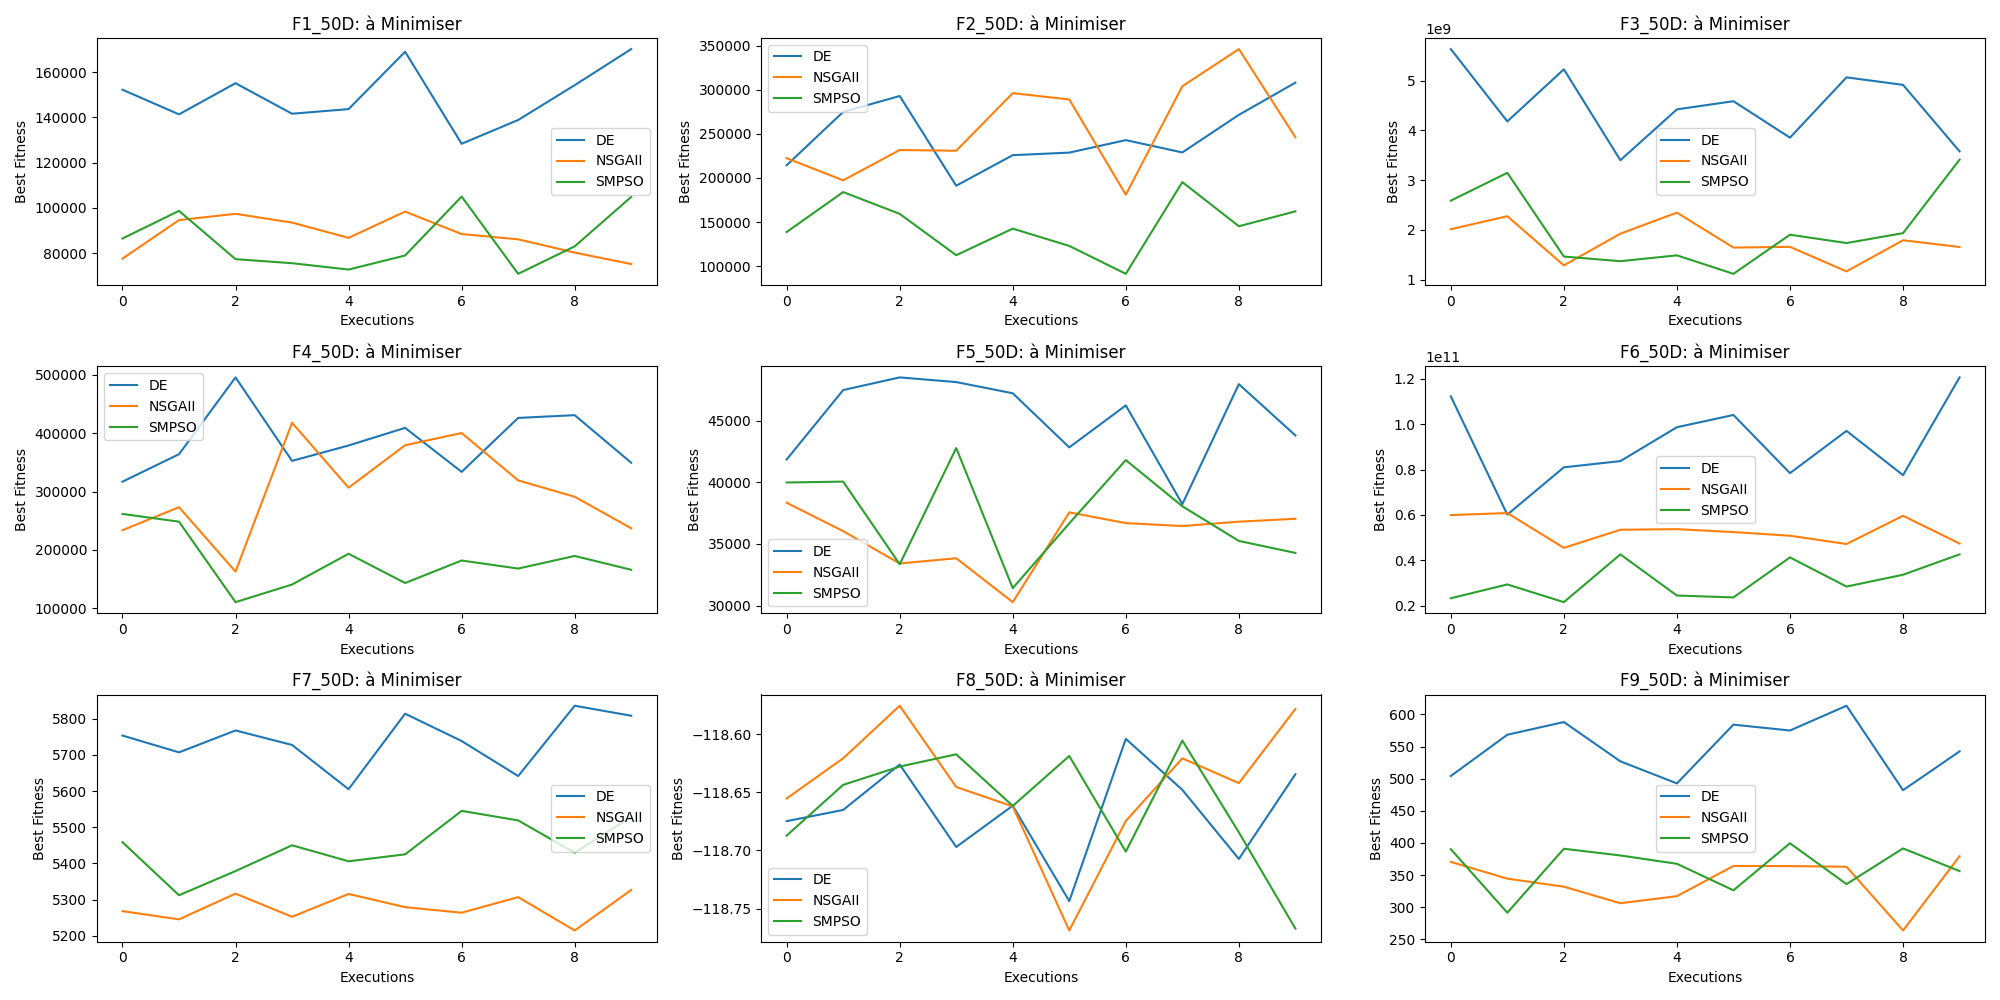 F1_50D: à Minimiser
160000
140000
120000
100000
80000
Best Fitness
DE
NSGAII
SMPSO
0 2 4 6 8
Executions
F2_50D: à Minimiser
350000
300000
250000
200000
150000
100000
Best Fitness
DE
NSGAII
SMPSO
0 2 4 6 8
Executions
F3_50D: à Minimiser
1e9
5
4
3
2
1
Best Fitness
DE
NSGAII
SMPSO
0 2 4 6 8
Executions
F4_50D: à Minimiser
500000
400000
300000
200000
100000
Best Fitness
DE
NSGAII
SMPSO
0 2 4 6 8
Executions
F5_50D: à Minimiser
45000
40000
35000
30000
Best Fitness
DE
NSGAII
SMPSO
0 2 4 6 8
Executions
F6_50D: à Minimiser
1e11
1.2
1.0
0.8
0.6
0.4
0.2
Best Fitness
DE
NSGAII
SMPSO
0 2 4 6 8
Executions
F7_50D: à Minimiser
5800
5700
5600
5500
5400
5300
5200
Best Fitness
DE
NSGAII
SMPSO
0 2 4 6 8
Executions
F8_50D: à Minimiser
−118.60
−118.65
−118.70
−118.75
Best Fitness
DE
NSGAII
SMPSO
0 2 4 6 8
Executions
F9_50D: à Minimiser
600
550
500
450
400
350
300
250
Best Fitness
DE
NSGAII
SMPSO
0 2 4 6 8
Executions